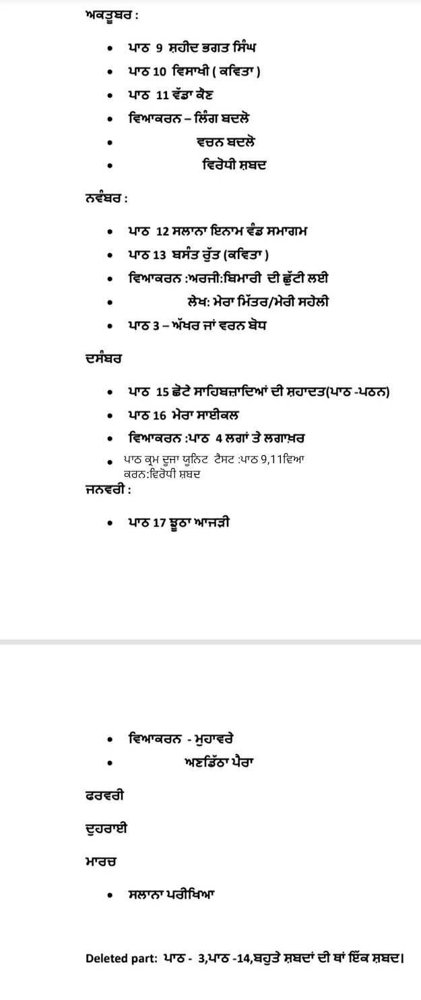 ਅਕਤੂਬਰ :
• ਪਾਠ 9 ਸ਼ਹੀਦ ਭਗਤ ਸਿੰਘ
• ਪਾਠ 10 ਵਿਸਾਖੀ ( ਕਵਿਤਾ )
• ਪਾਠ 11 ਵੱਡਾ ਕੌਣ
• ਵਿਆਕਰਨ – ਲਿੰਗ ਬਦਲੋ
• ਵਚਨ ਬਦਲੋ
• ਵਿਰੋਧੀ ਸ਼ਬਦ
ਨਵੰਬਰ :
• ਪਾਠ 12 ਸਲਾਨਾ ਇਨਾਮ ਵੰਡ ਸਮਾਗਮ
• ਪਾਠ 13 ਬਸੰਤ ਰੁੱਤ (ਕਵਿਤਾ )
• ਵਿਆਕਰਨ :ਅਰਜੀ:ਬਿਮਾਰੀ ਦੀ ਛੁੱਟੀ ਲਈ
• ਲੇਖ: ਮੇਰਾ ਮਿੱਤਰ/ਮੇਰੀ ਸਹੇਲੀ
• ਪਾਠ 3 – ਅੱਖਰ ਜਾਂ ਵਰਨ ਬੋਧ
ਦਸੰਬਰ
• ਪਾਠ 15 ਛੋਟੇ ਸਾਹਿਬਜ਼ਾਦਿਆਂ ਦੀ ਸ਼ਹਾਦਤ(ਪਾਠ -ਪਠਨ)
• ਪਾਠ 16 ਮੇਰਾ ਸਾਈਕਲ
• ਵਿਆਕਰਨ :ਪਾਠ 4 ਲਗਾਂ ਤੇ ਲਗਾਖ਼ਰ
• ਪਾਠ ਕ੍ਰਮ ਦੂਜਾ ਯੂਨਿਟ ਟੈਸਟ :ਪਾਠ 9,11ਵਿਆ
ਕਰਨ:ਵਿਰੋਧੀ ਸ਼ਬਦ
ਜਨਵਰੀ :
• ਪਾਠ 17 ਝੂਠਾ ਆਜੜੀ
• ਵਿਆਕਰਨ - ਮੁਹਾਵਰੇ
• ਅਣਡਿੱਠਾ ਪੈਰਾ
ਫਰਵਰੀ
ਦੁਹਰਾਈ
ਮਾਰਚ
• ਸਲਾਨਾ ਪਰੀਖਿਆ
Deleted part: ਪਾਠ - 3,ਪਾਠ -14,ਬਹੁਤੇ ਸ਼ਬਦਾਂ ਦੀ ਥਾਂ ਇੱਕ ਸ਼ਬਦ।